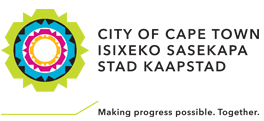 CITY OF CAPE TOWN
ISIXEKO SASEKAPA
STAD KAAPSTAD
Making progress possible. Together.